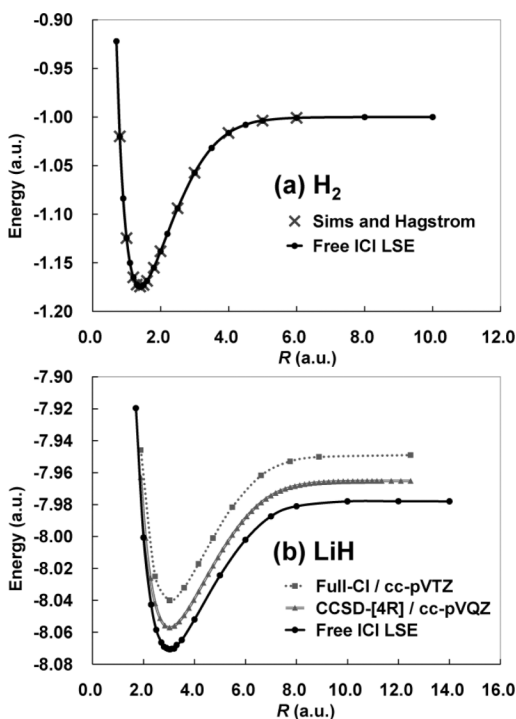 -0.90
-0.95
-1.00
-1.05
-1.10
-1.15
-1.20
Energy (a.u.)
(a) H2
Sims and Hagstrom
Free ICI LSE
0.0 2.0 4.0 6.0 8.0 10.0 12.0
R (a.u.)
-7.90
-7.92
-7.94
-7.96
-7.98
-8.00
-8.02
-8.04
-8.06
-8.08
Energy (a.u.)
(b) LiH
Full-CI / cc-pVTZ
CCSD-[4R] / cc-pVQZ
Free ICI LSE
0.0 2.0 4.0 6.0 8.0 10.0 12.0 14.0 16.0
R (a.u.)